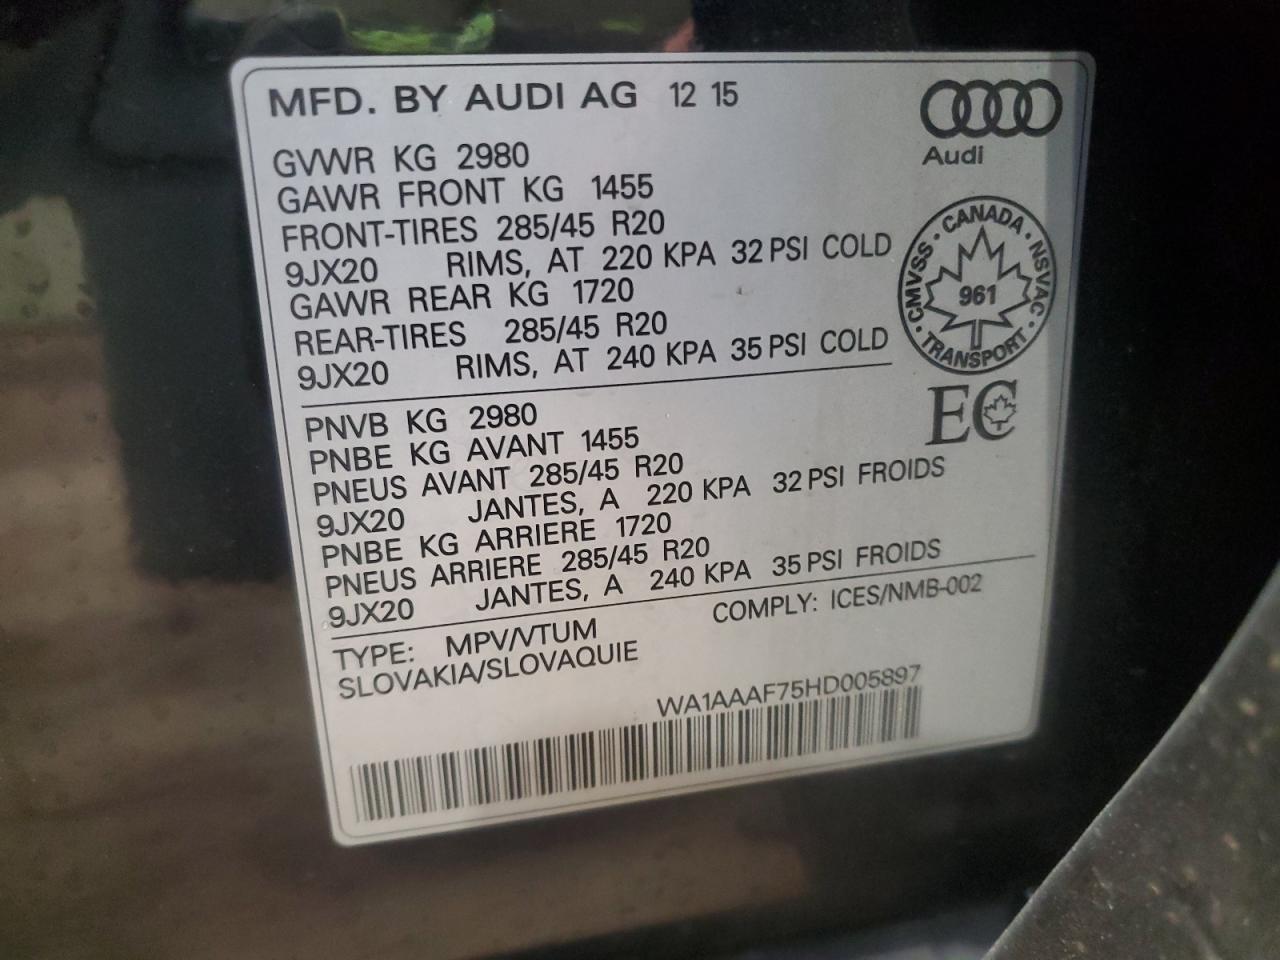 MFD. BY AUDI AG 12 15
Audi
GVWR KG 2980
GAWR FRONT KG 1455
FRONT-TIRES 285/45 R20
9JX20 RIMS, AT 220 KPA 32 PSI COLD
GAWR REAR KG 1720
REAR-TIRES 285/45 R20
9JX20 RIMS, AT 240 KPA 35 PSI COLD
CANADA · NSVAC · TRANSPORT · CMVSS ·
961
EC
PNVB KG 2980
PNBE KG AVANT 1455
PNEUS AVANT 285/45 R20
9JX20 JANTES, A 220 KPA 32 PSI FROIDS
PNBE KG ARRIERE 1720
PNEUS ARRIERE 285/45 R20
9JX20 JANTES, A 240 KPA 35 PSI FROIDS
TYPE: MPV/VTUM COMPLY: ICES/NMB-002
SLOVAKIA/SLOVAQUIE
WA1AAAF75HD005897